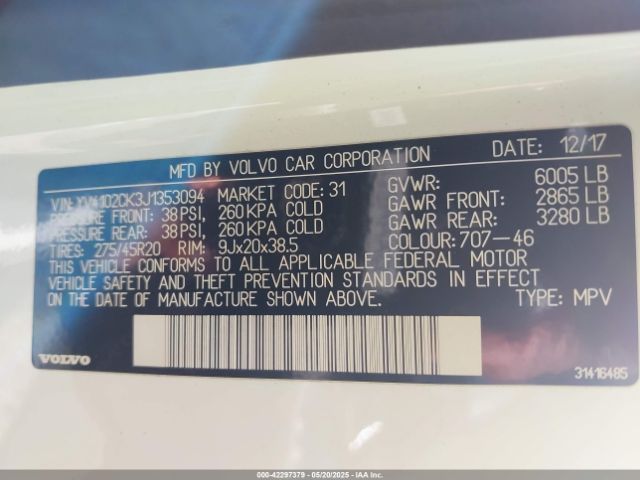 MFD BY VOLVO CAR CORPORATION DATE: 12/17
VIN: YV4102CK3J1353094 MARKET CODE: 31 GVWR: 6005 LB
PRESSURE FRONT: 38 PSI, 260 KPA COLD GAWR FRONT: 2865 LB
PRESSURE REAR: 38 PSI, 260 KPA COLD GAWR REAR: 3280 LB
TIRES: 275/45R20 RIM: 9Jx20x38.5 COLOUR: 707-46
THIS VEHICLE CONFORMS TO ALL APPLICABLE FEDERAL MOTOR
VEHICLE SAFETY AND THEFT PREVENTION STANDARDS IN EFFECT
ON THE DATE OF MANUFACTURE SHOWN ABOVE. TYPE: MPV
VOLVO 31416485
000-42297379 - 05/20/2025 - IAAI.com